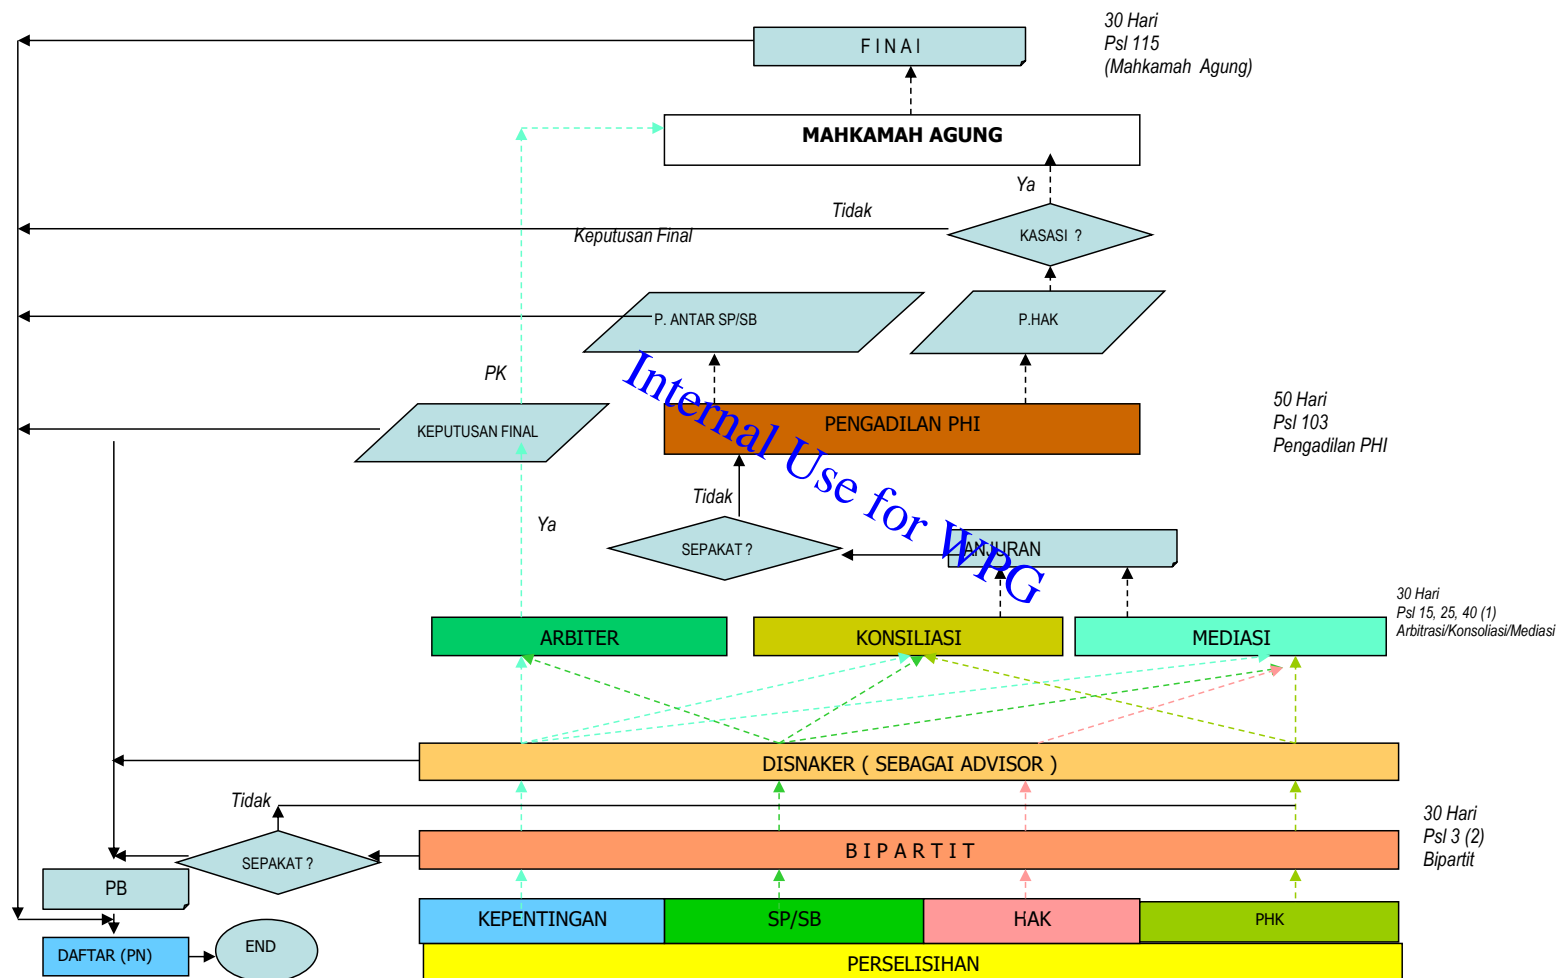 30 Hari
Psl 115
(Mahkamah Agung)
F I N A l
MAHKAMAH AGUNG
Ya
Tidak
Keputusan Final
KASASI ?
P. ANTAR SP/SB
P.HAK
PK
KEPUTUSAN FINAL
PENGADILAN PHI
50 Hari
Psl 103
Pengadilan PHI
Internal Use for WPG
Tidak
Ya
SEPAKAT ?
ANJURAN
30 Hari
Psl 15, 25, 40 (1)
Arbitrasi/Konsoliasi/Mediasi
ARBITER
KONSILIASI
MEDIASI
DISNAKER ( SEBAGAI ADVISOR )
Tidak
SEPAKAT ?
B I P A R T I T
30 Hari
Psl 3 (2)
Bipartit
PB
KEPENTINGAN
SP/SB
HAK
PHK
DAFTAR (PN)
END
PERSELISIHAN